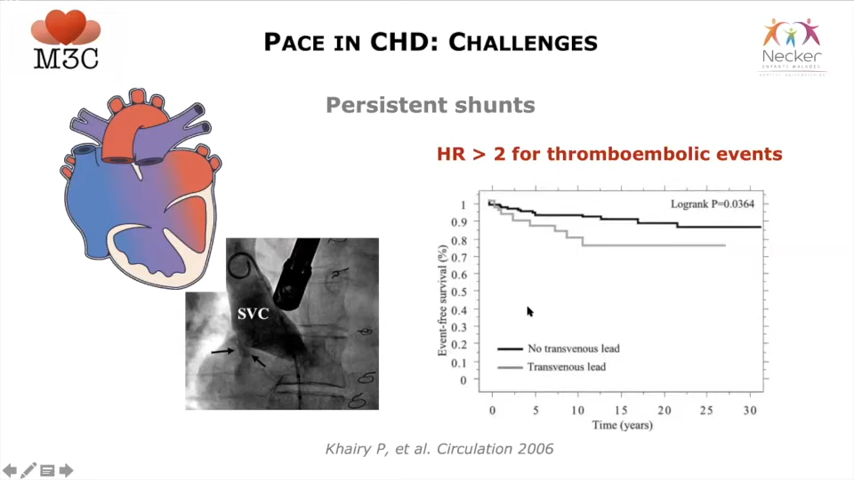 PACE IN CHD: CHALLENGES
M3C
Necker
Persistent shunts
HR > 2 for thromboembolic events
Logrank P=0.0364
Event-free survival (%)
1
0.9
0.8
0.7
0.6
0.5
0.4
0.3
0.2
0.1
0
No transvenous lead
Transvenous lead
0 5 10 15 20 25 30
Time (years)
SVC
Khairy P, et al. Circulation 2006